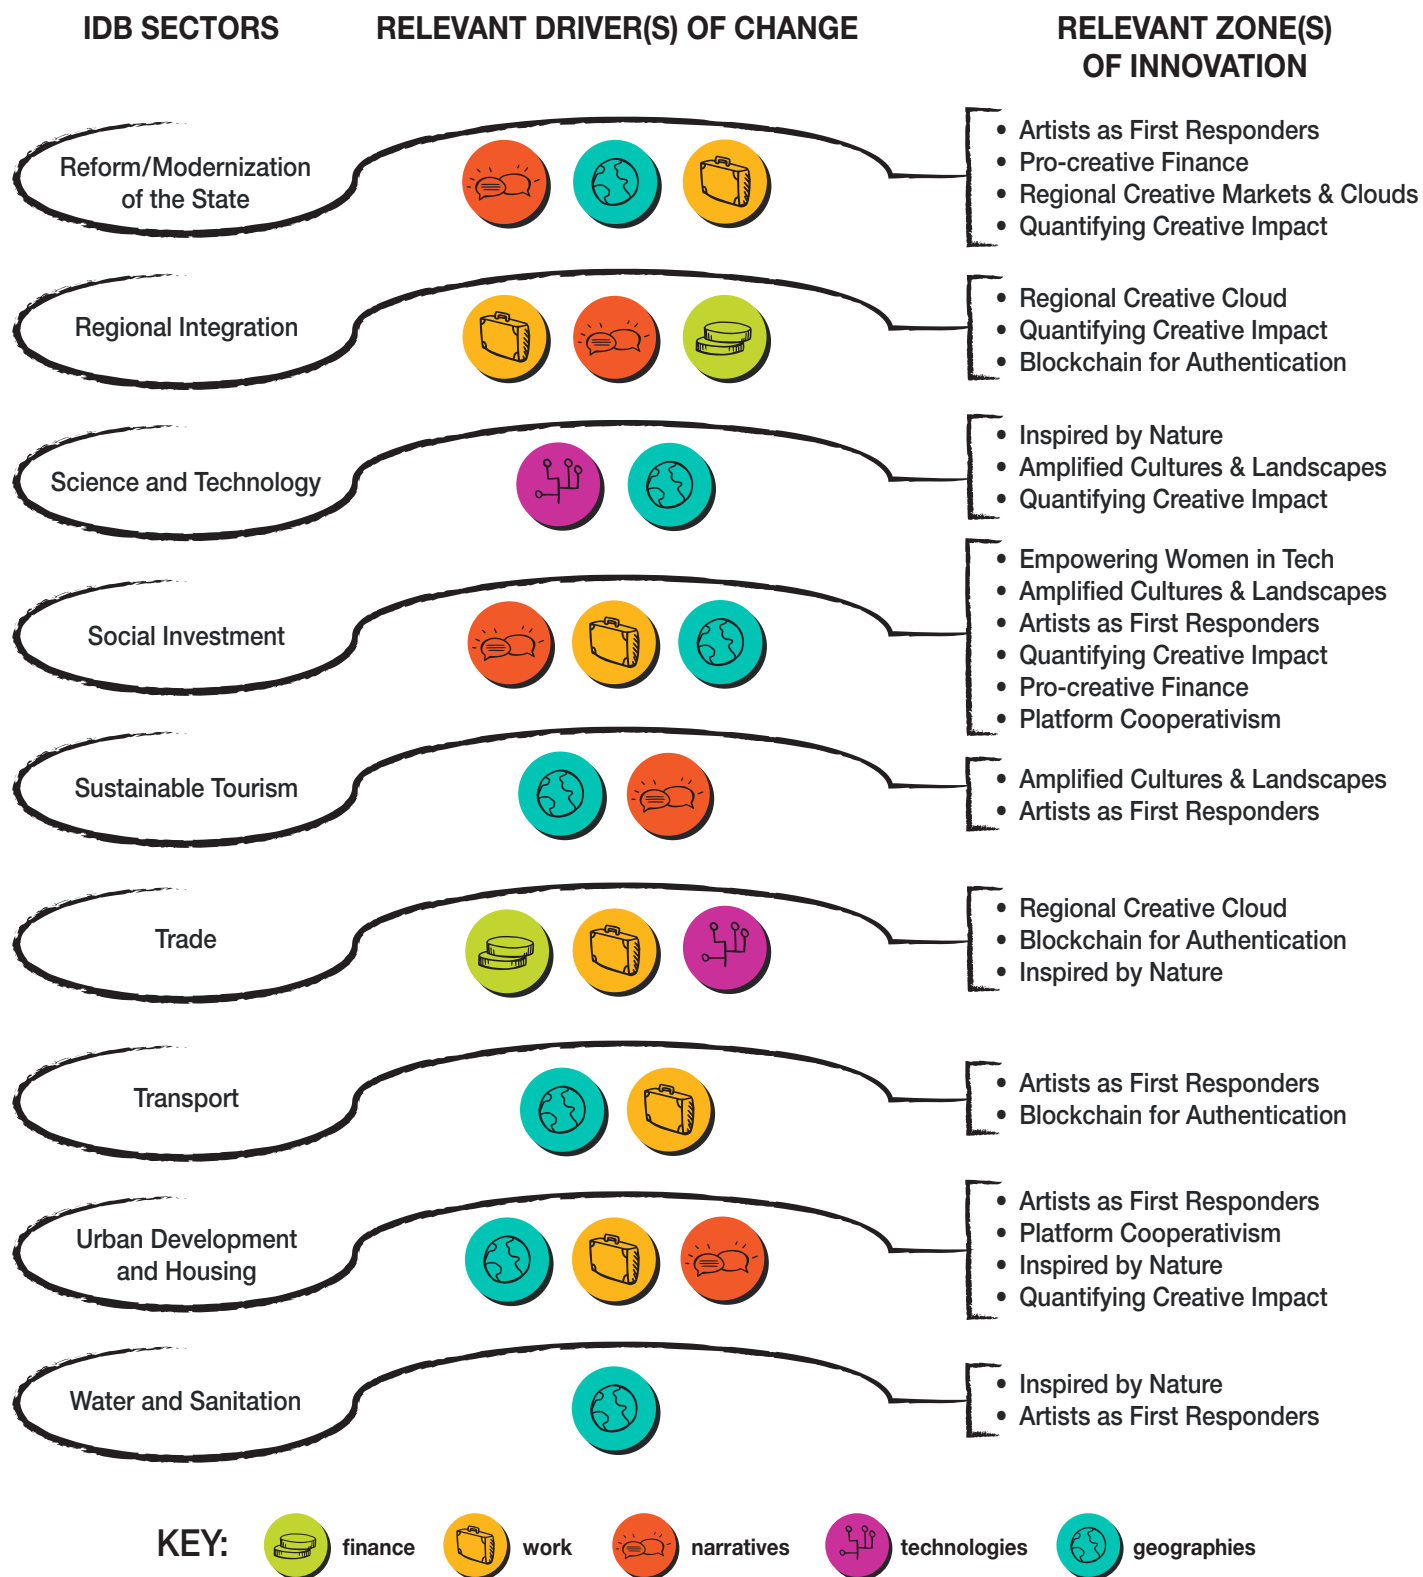 IDB SECTORS
RELEVANT DRIVER(S) OF CHANGE
RELEVANT ZONE(S)
OF INNOVATION
Reform/Modernization
of the State
• Artists as First Responders
• Pro-creative Finance
• Regional Creative Markets & Clouds
• Quantifying Creative Impact
Regional Integration
• Regional Creative Cloud
• Quantifying Creative Impact
• Blockchain for Authentication
Science and Technology
• Inspired by Nature
• Amplified Cultures & Landscapes
• Quantifying Creative Impact
Social Investment
• Empowering Women in Tech
• Amplified Cultures & Landscapes
• Artists as First Responders
• Quantifying Creative Impact
• Pro-creative Finance
• Platform Cooperativism
Sustainable Tourism
• Amplified Cultures & Landscapes
• Artists as First Responders
Trade
• Regional Creative Cloud
• Blockchain for Authentication
• Inspired by Nature
Transport
• Artists as First Responders
• Blockchain for Authentication
Urban Development
and Housing
• Artists as First Responders
• Platform Cooperativism
• Inspired by Nature
• Quantifying Creative Impact
Water and Sanitation
• Inspired by Nature
• Artists as First Responders
KEY: finance work narratives technologies geographies